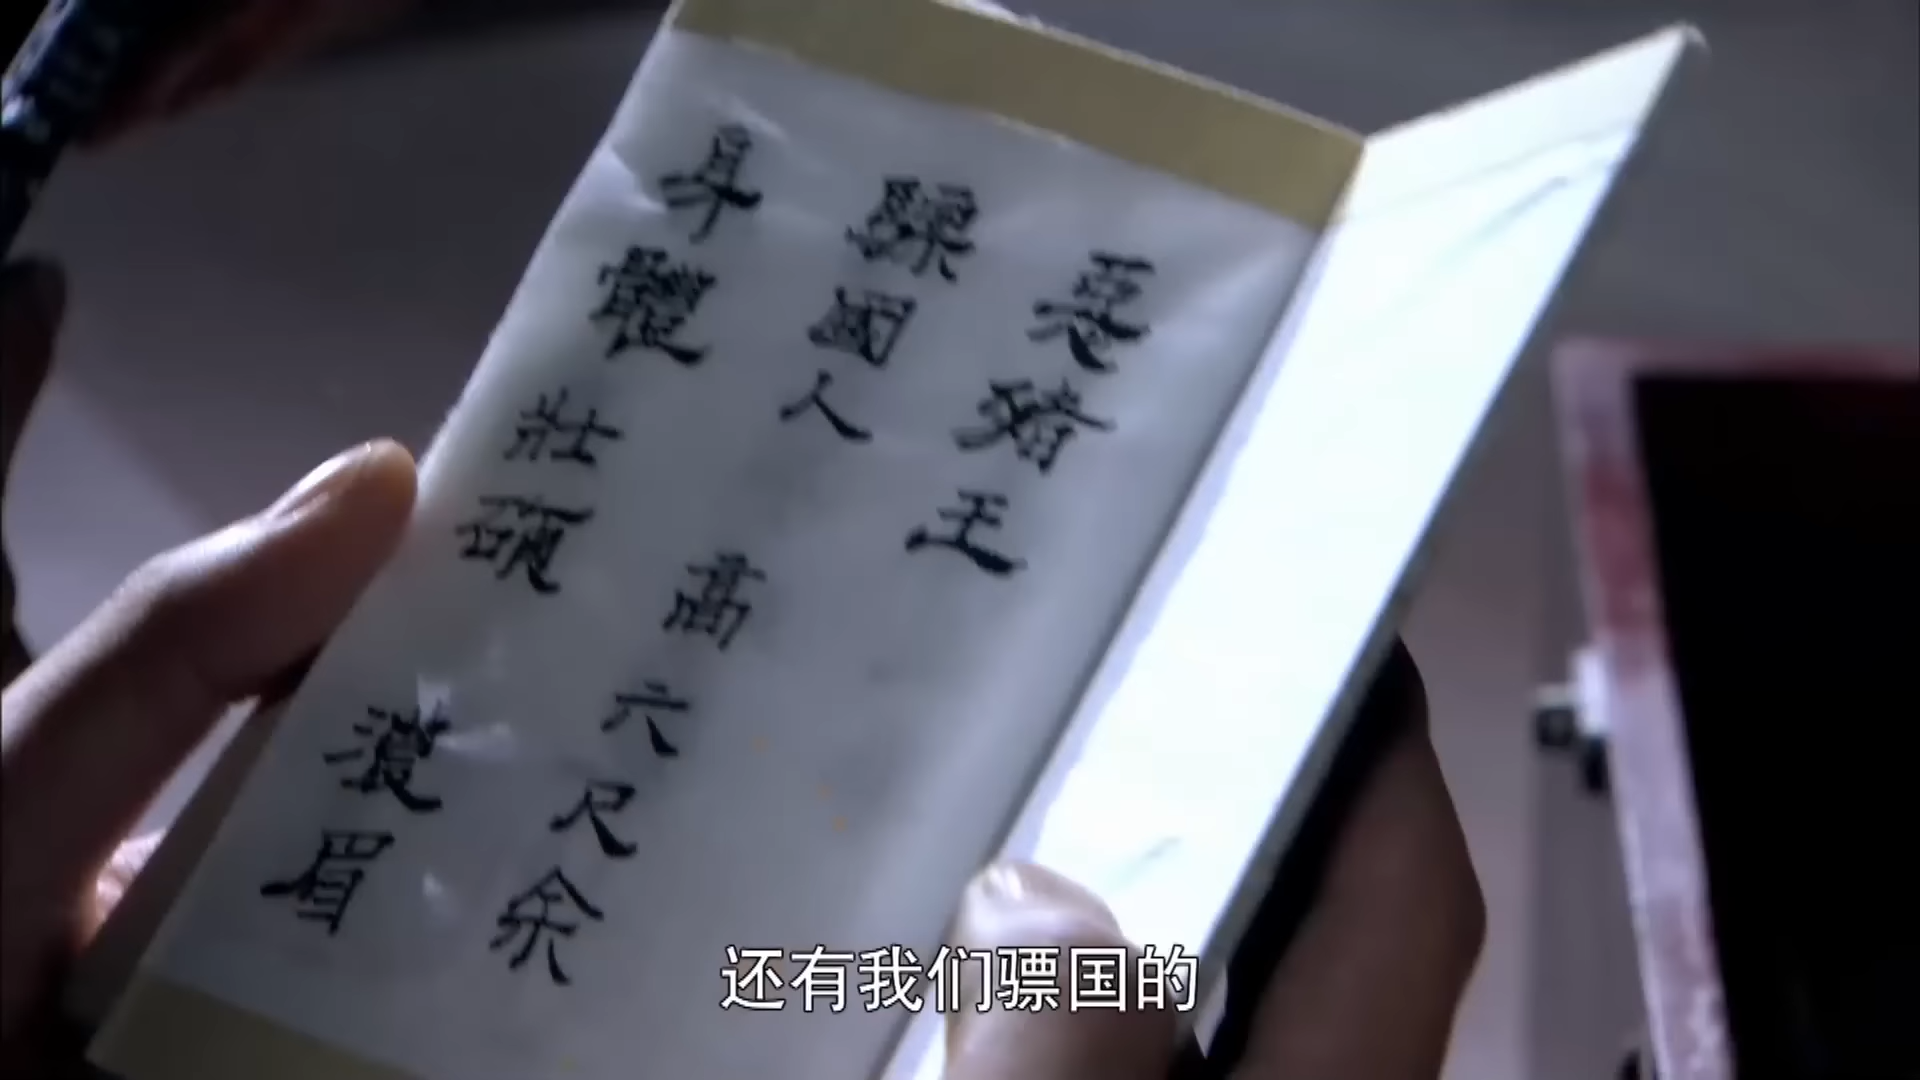 惡猪王
驃國人 高六尺余
身體壯碩 濃眉
还有我们骠国的